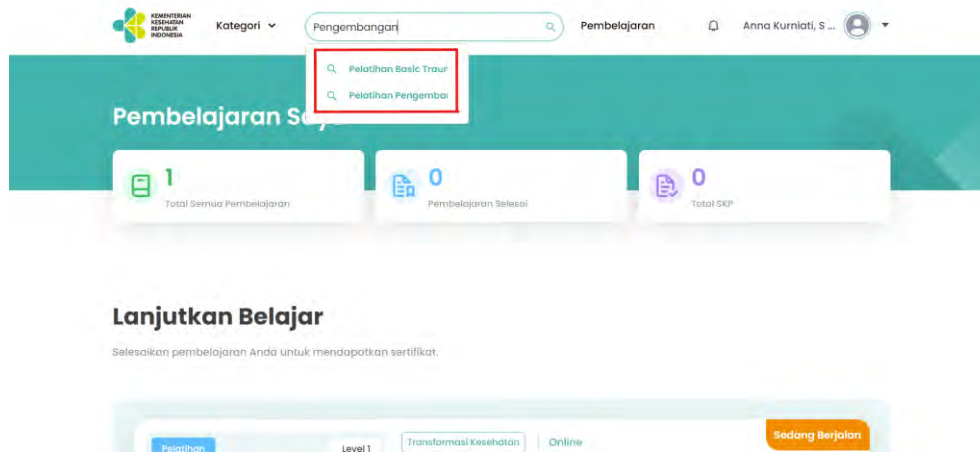 KEMENTERIAN
KESEHATAN
REPUBLIK
INDONESIA
Kategori
Pengembangan
Pembelajaran
Anna Kurniati, S ...
Pelatihan Basic Traur
Pelatihan Pengembar
Pembelajaran
1
Total Semua Pembelajaran
0
Pembelajaran Selesai
0
Total SKP
Lanjutkan Belajar
Selesaikan pembelajaran Anda untuk mendapatkan sertifikat.
Pelatihan
Level 1
Transformasi Kesehatan
Online
Sedang Berjalan